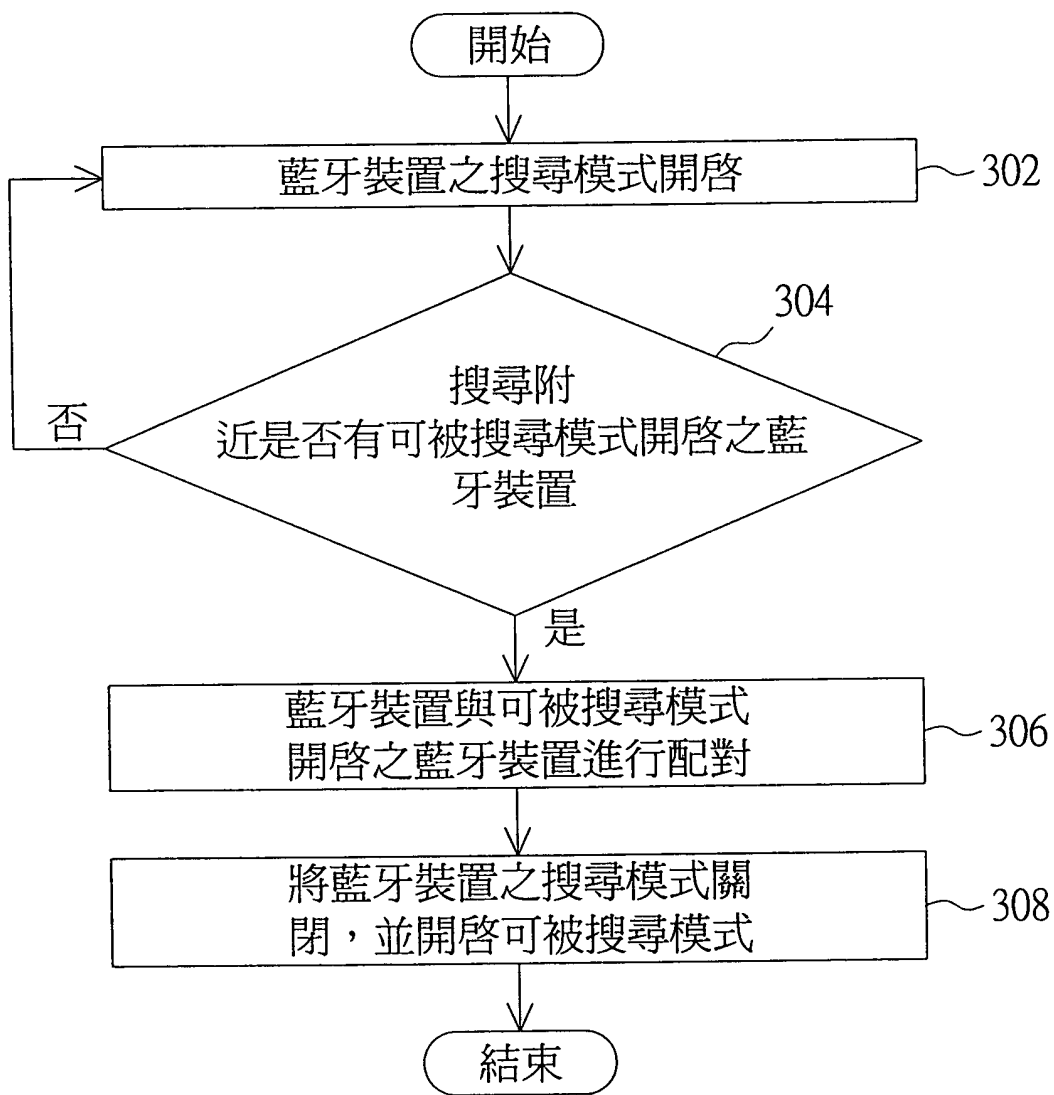 開始
藍牙裝置之搜尋模式開啟
302
304
搜尋附
近是否有可被搜尋模式開啟之藍
牙裝置
否
是
藍牙裝置與可被搜尋模式
開啟之藍牙裝置進行配對
306
將藍牙裝置之搜尋模式關
閉，並開啟可被搜尋模式
308
結束